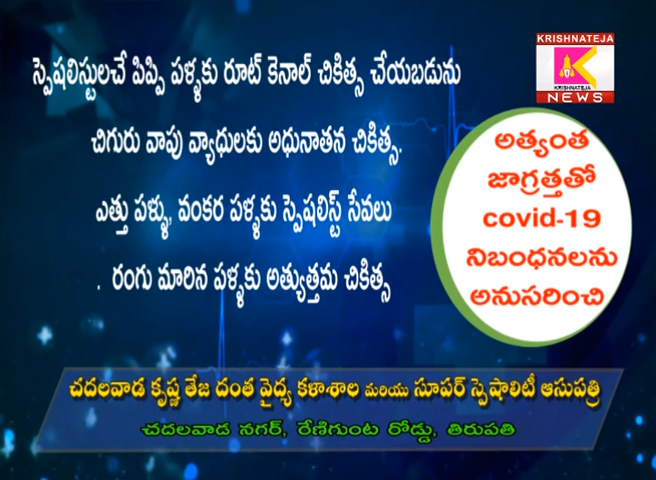 KRISHNATEJA
K
KRISHNATEJA
NEWS
స్పెషలిస్టులచే పిప్పి పళ్ళకు రూట్ కెనాల్ చికిత్స చేయబడును
చిగురు వాపు వ్యాధులకు అధునాతన చికిత్స.
ఎత్తు పళ్ళు, వంకర పళ్ళకు స్పెషలిస్ట్ సేవలు
. రంగు మారిన పళ్ళకు అత్యుత్తమ చికిత్స
అత్యంత
జాగ్రత్తతో
covid-19
నిబంధనలను
అనుసరించి
చదలవాడ కృష్ణ తేజ దంత వైద్య కళాశాల మరియు సూపర్ స్పెషాలిటీ ఆసుపత్రి
చదలవాడ నగర్, రేణిగుంట రోడ్డు, తిరుపతి